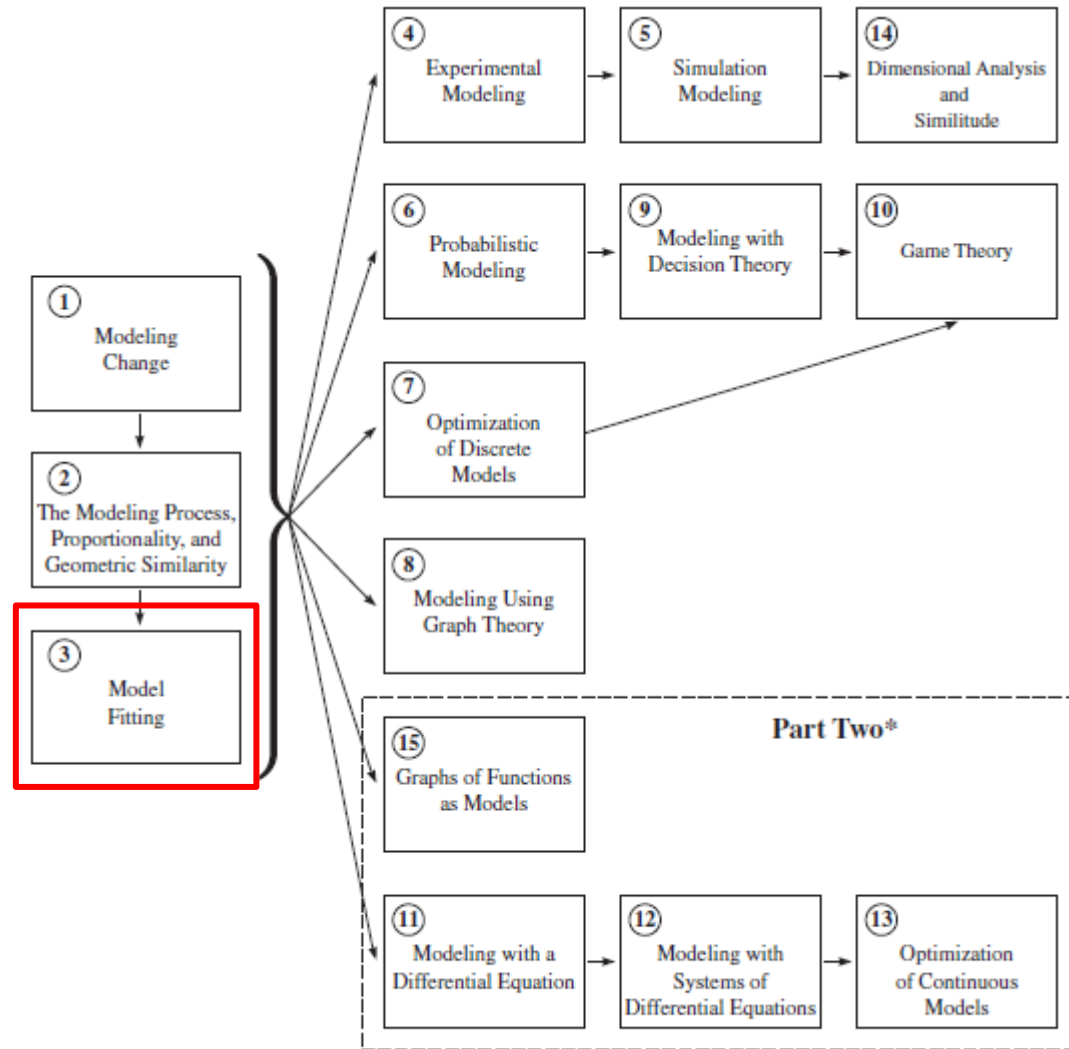 4
Experimental
Modeling
5
Simulation
Modeling
14
Dimensional Analysis
and
Similitude
6
Probabilistic
Modeling
9
Modeling with
Decision Theory
10
Game Theory
1
Modeling
Change
7
Optimization
of Discrete
Models
2
The Modeling Process,
Proportionality, and
Geometric Similarity
8
Modeling Using
Graph Theory
3
Model
Fitting
Part Two*
15
Graphs of Functions
as Models
11
Modeling with a
Differential Equation
12
Modeling with
Systems of
Differential Equations
13
Optimization
of Continuous
Models